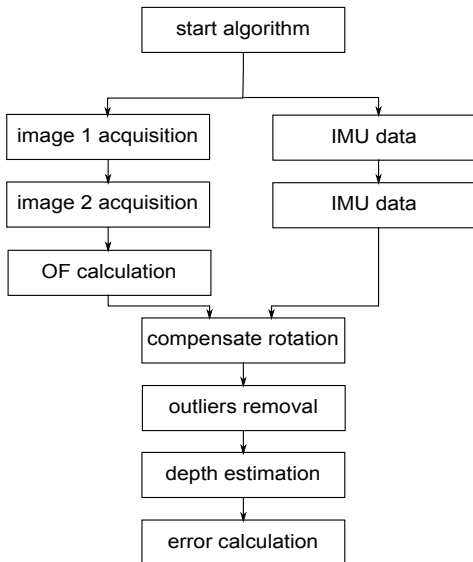 start algorithm
image 1 acquisition
IMU data
image 2 acquisition
IMU data
OF calculation
compensate rotation
outliers removal
depth estimation
error calculation